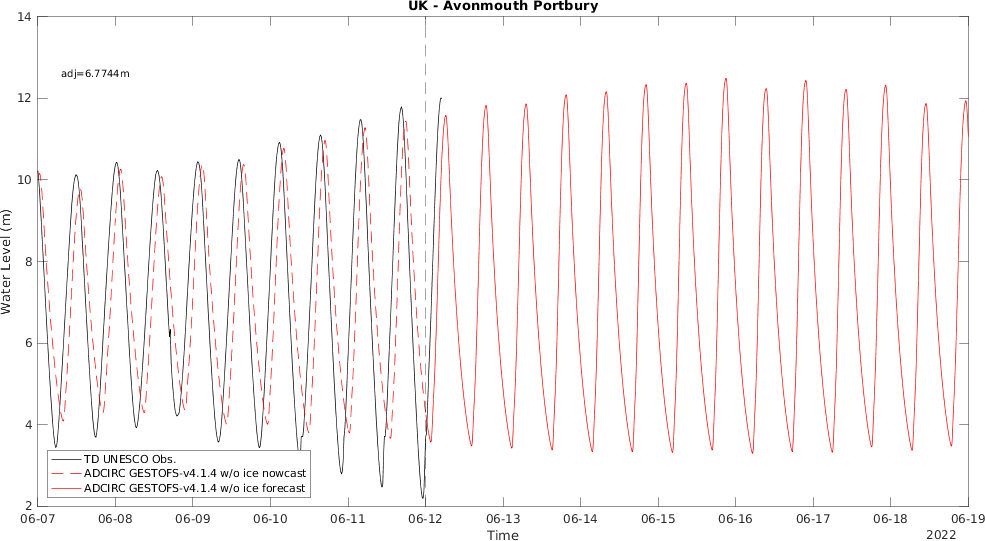 UK - Avonmouth Portbury
14
12
10
8
6
4
2
Water Level (m)
adj=6.7744m
TD UNESCO Obs.
ADCIRC GESTOFS-v4.1.4 w/o ice nowcast
ADCIRC GESTOFS-v4.1.4 w/o ice forecast
06-07 06-08 06-09 06-10 06-11 06-12 06-13 06-14 06-15 06-16 06-17 06-18 06-19
Time
2022